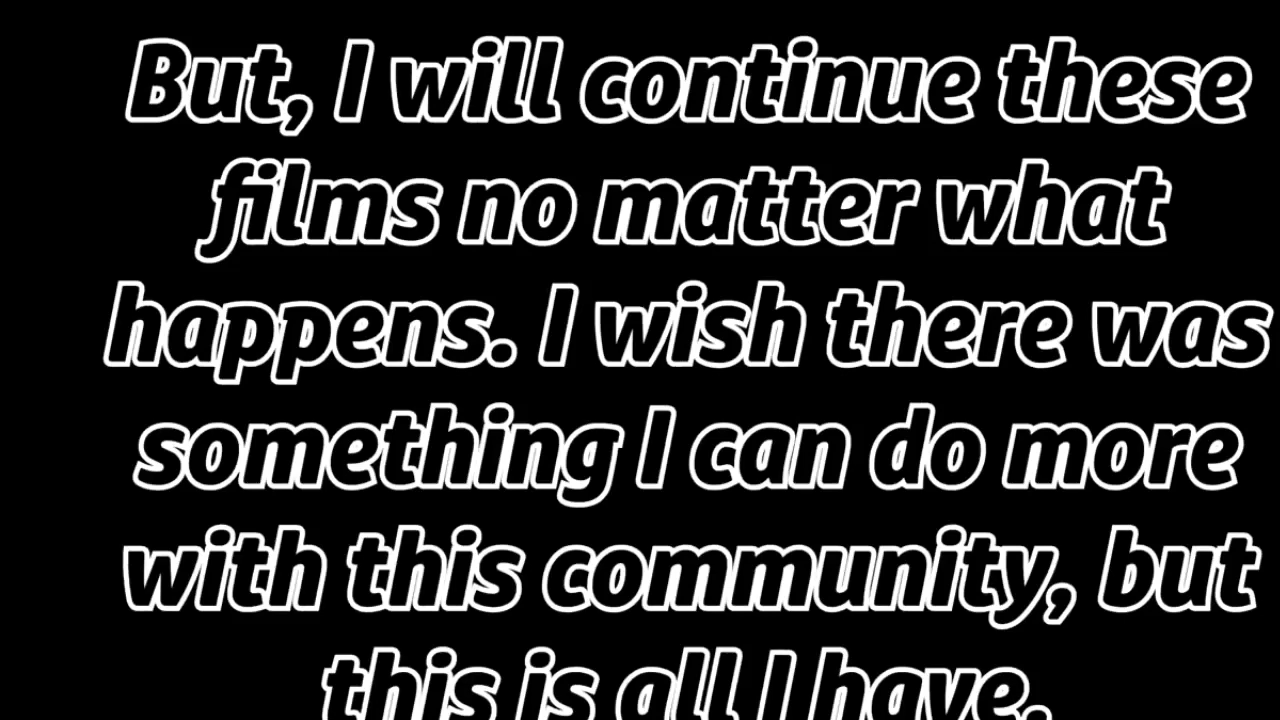 But, I will continue these
films no matter what
happens. I wish there was
something I can do more
with this community, but
this is all I have.